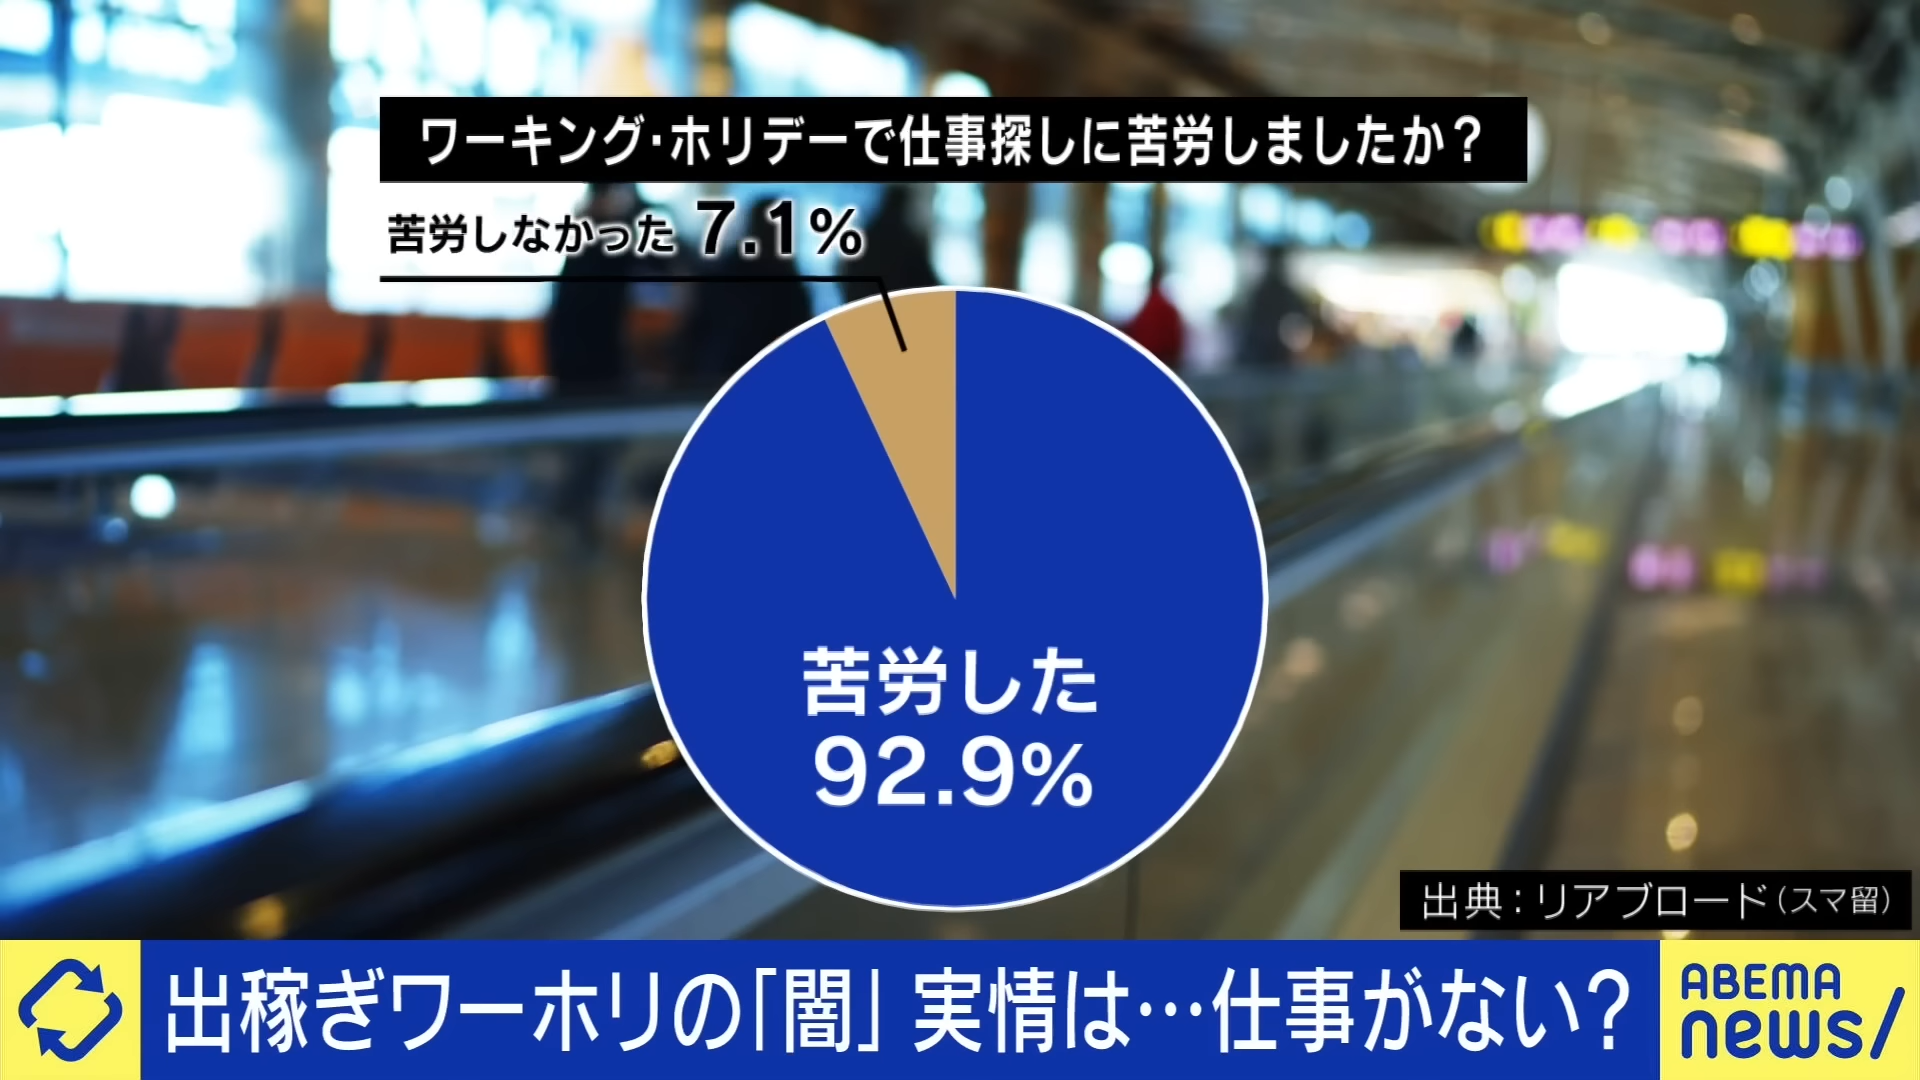 ワーキング・ホリデーで仕事探しに苦労しましたか？
苦労しなかった 7.1%
苦労した
92.9%
出典：リアブロード（スマ留）
出稼ぎワーホリの「闇」 実情は…仕事がない？
ABEMA
news/